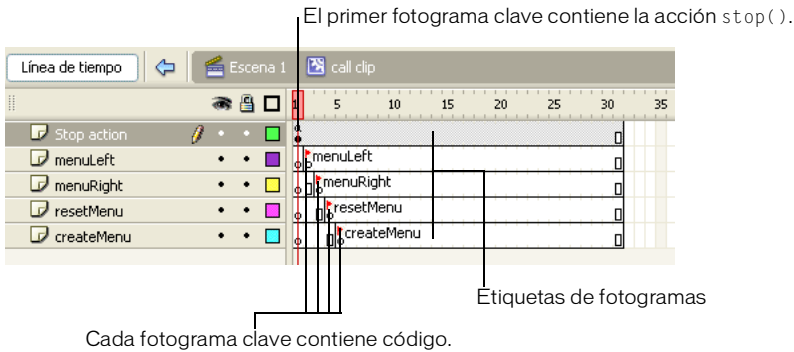 El primer fotograma clave contiene la acción stop().
Línea de tiempo Escena 1 call clip
1 5 10 15 20 25 30 35
Stop action
menuLeft menuLeft
menuRight menuRight
resetMenu resetMenu
createMenu createMenu
Etiquetas de fotogramas
Cada fotograma clave contiene código.